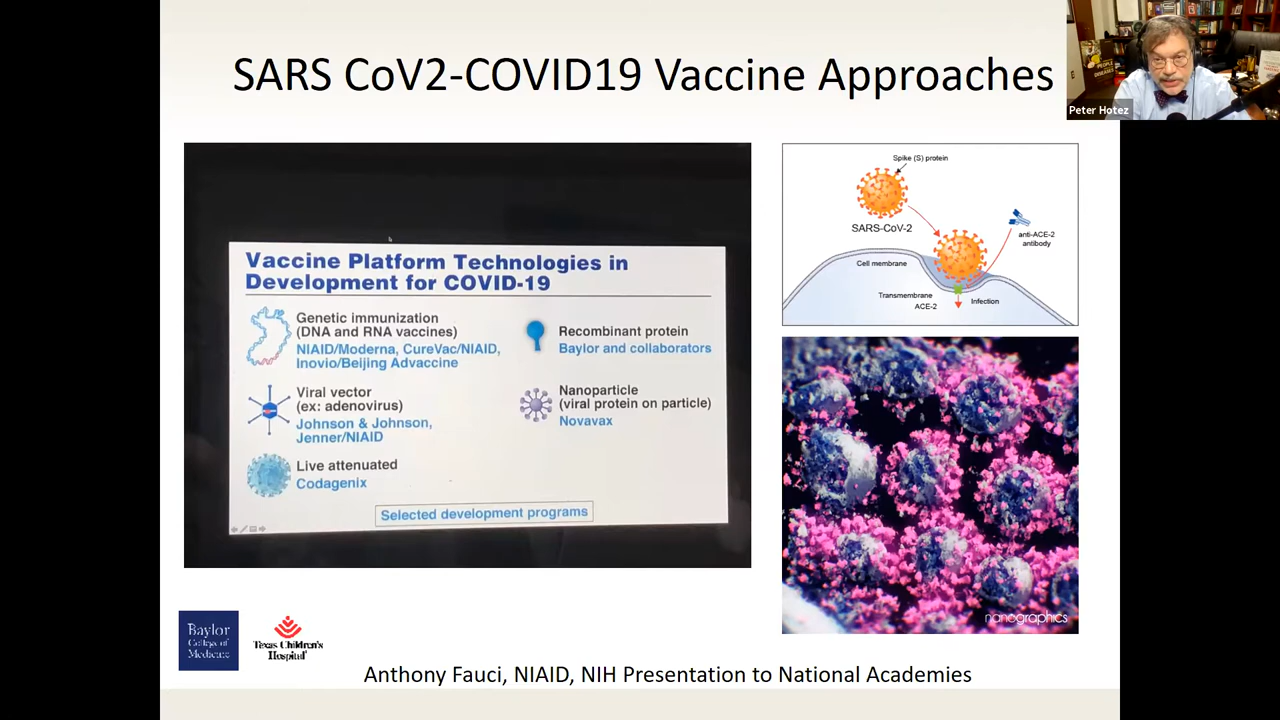 SARS CoV2-COVID19 Vaccine Approaches
Peter Hotez
Vaccine Platform Technologies in
Development for COVID-19
Genetic immunization
(DNA and RNA vaccines)
NIAID/Moderna, CureVac/NIAID,
Inovio/Beijing Advaccine
Viral vector
(ex: adenovirus)
Johnson & Johnson,
Jenner/NIAID
Live attenuated
Codagenix
Recombinant protein
Baylor and collaborators
Nanoparticle
(viral protein on particle)
Novavax
Selected development programs
Spike (S) protein
SARS-CoV-2
anti-ACE-2
antibody
Cell membrane
Transmembrane
ACE-2
Infection
nanographics
Baylor
College of
Medicine
Texas Children's
Hospital
Anthony Fauci, NIAID, NIH Presentation to National Academies